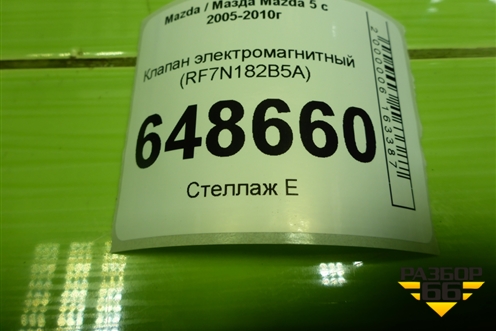 Mazda / Мазда Mazda 5 с
2005-2010г
Клапан электромагнитный
(RF7N182B5A)
648660
Стеллаж Е
2000006163387
РАЗБОР
66